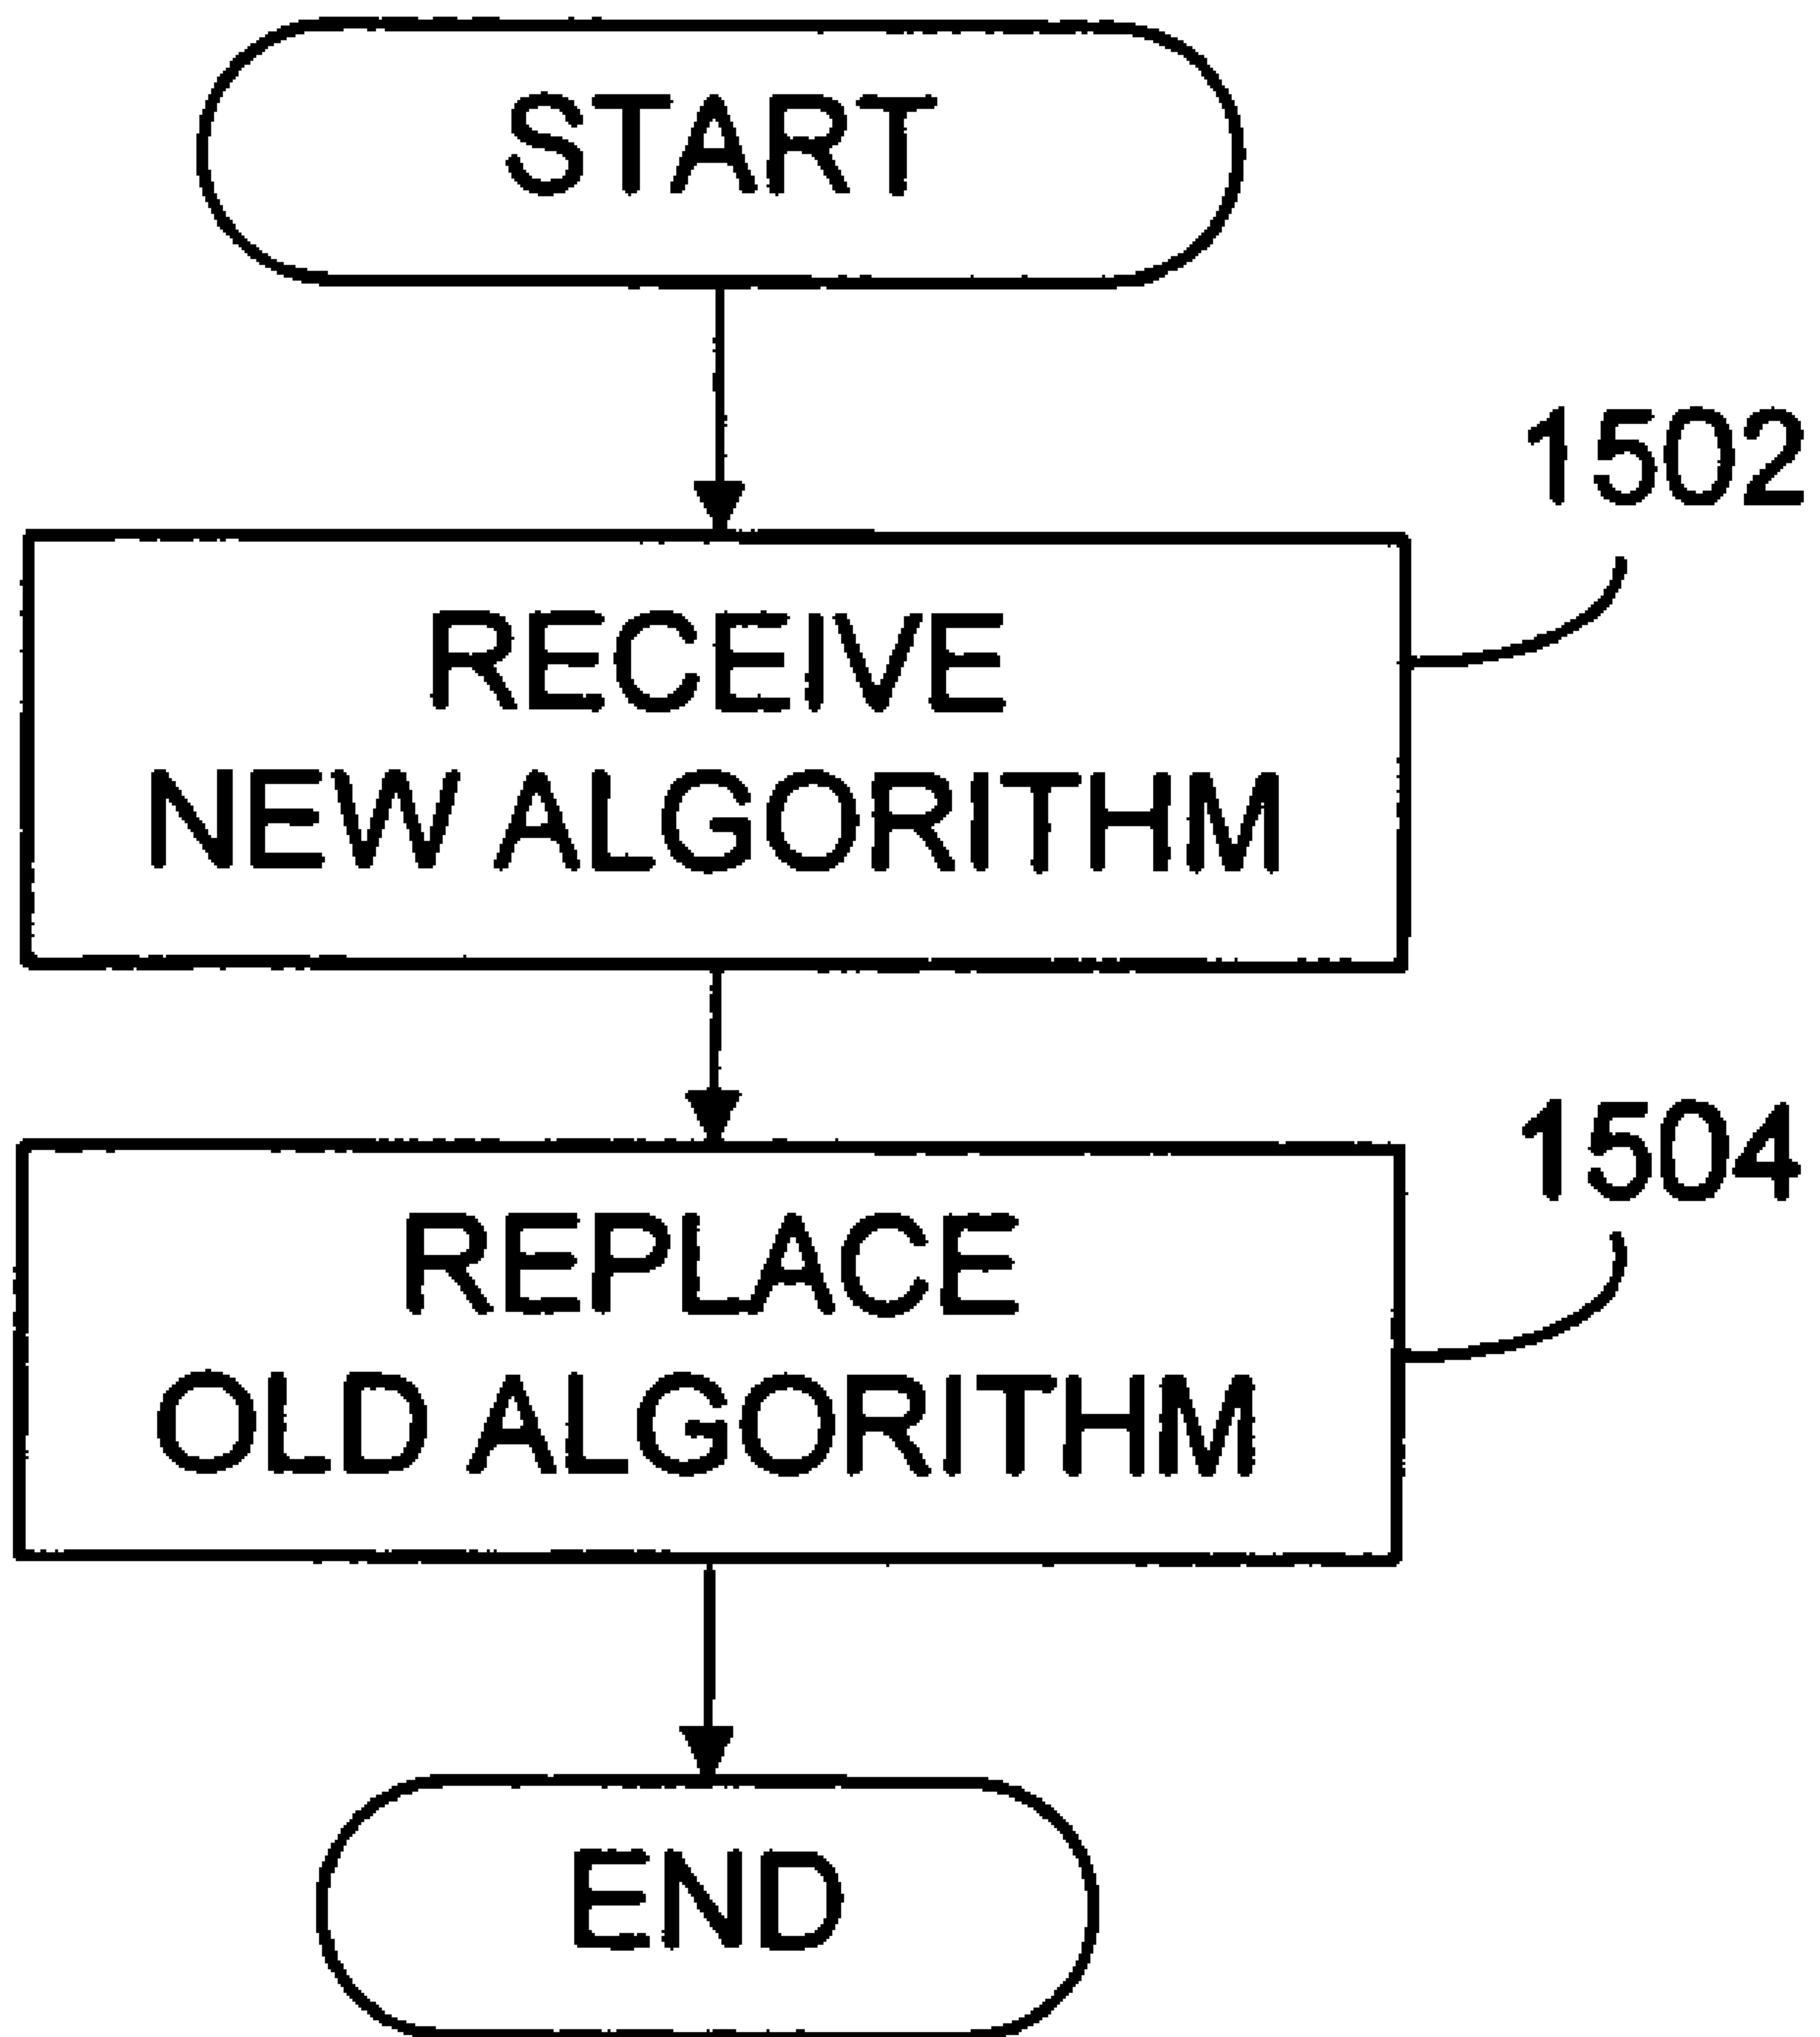 START
1502
RECEIVE
NEW ALGORITHM
1504
REPLACE
OLD ALGORITHM
END